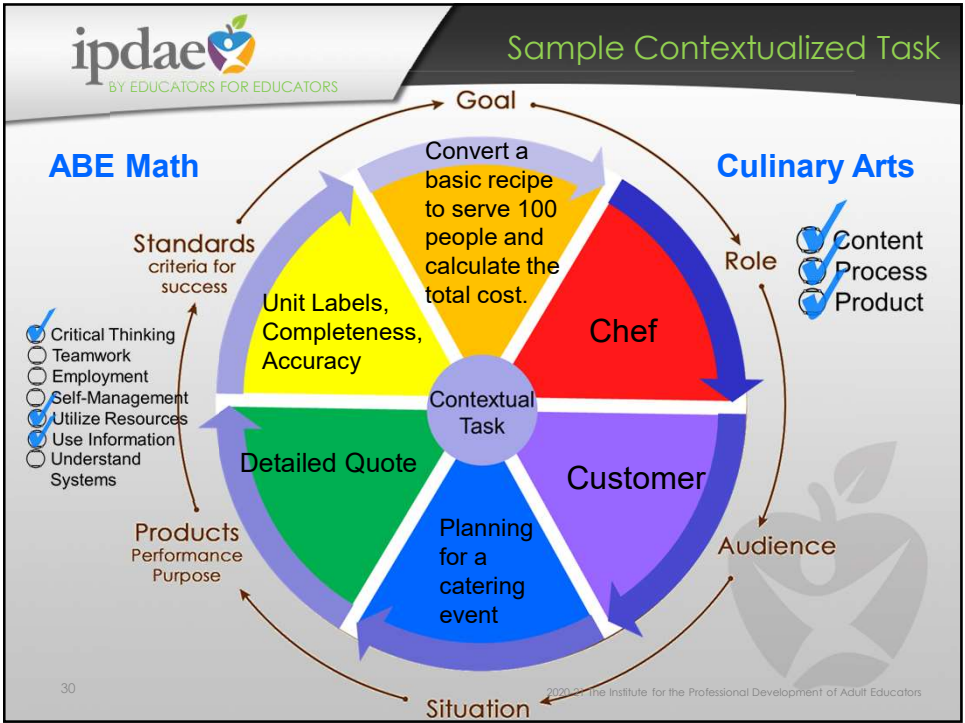 ipdae
BY EDUCATORS FOR EDUCATORS
Sample Contextualized Task
Goal
ABE Math
Culinary Arts
Convert a
basic recipe
to serve 100
people and
calculate the
total cost.
Standards
criteria for
success
Role
Content
Process
Product
Unit Labels,
Completeness,
Accuracy
Chef
Critical Thinking
Teamwork
Employment
Self-Management
Utilize Resources
Use Information
Understand
Systems
Contextual
Task
Detailed Quote
Customer
Planning
for a
catering
event
Products
Performance
Purpose
Audience
Situation
30
2020-21 The Institute for the Professional Development of Adult Educators